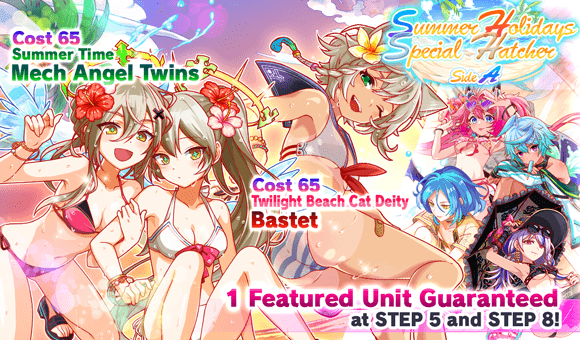 Cost 65
Summer Time
Mech Angel Twins
Summer Holidays
Special Hatcher
Side A
Cost 65
Twilight Beach Cat Deity
Bastet
1 Featured Unit Guaranteed
at STEP 5 and STEP 8!